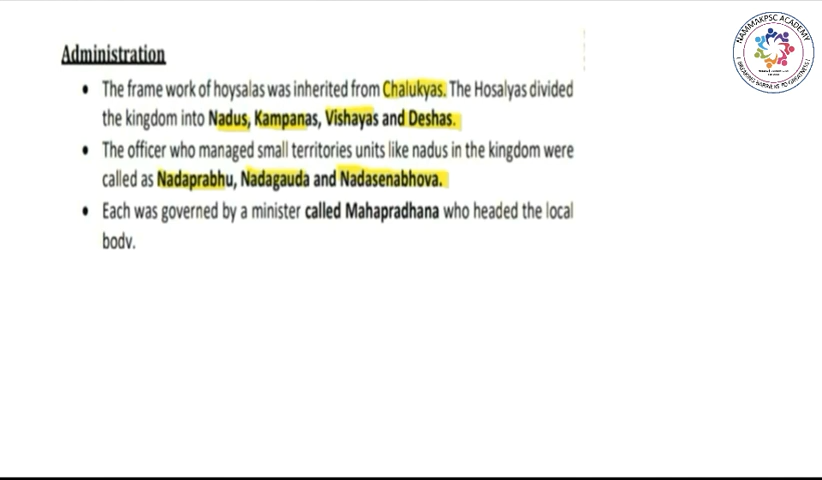 NAMMAKPSC ACADEMY
Administration
• The frame work of hoysalas was inherited from Chalukyas. The Hosalyas divided
the kingdom into Nadus, Kampanas, Vishayas and Deshas.
• The officer who managed small territories units like nadus in the kingdom were
called as Nadaprabhu, Nadagauda and Nadasenabhova.
• Each was governed by a minister called Mahapradhana who headed the local
body.